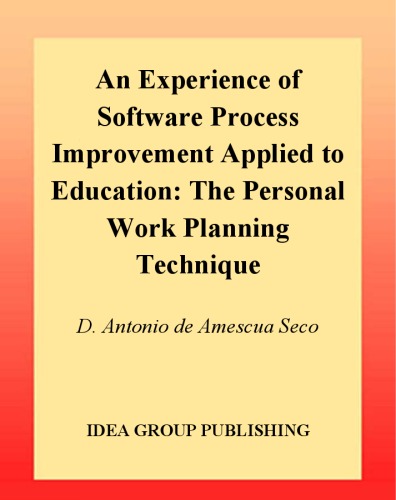 An Experience of
Software Process
Improvement Applied to
Education: The Personal
Work Planning
Technique
D. Antonio de Amescua Seco
IDEA GROUP PUBLISHING